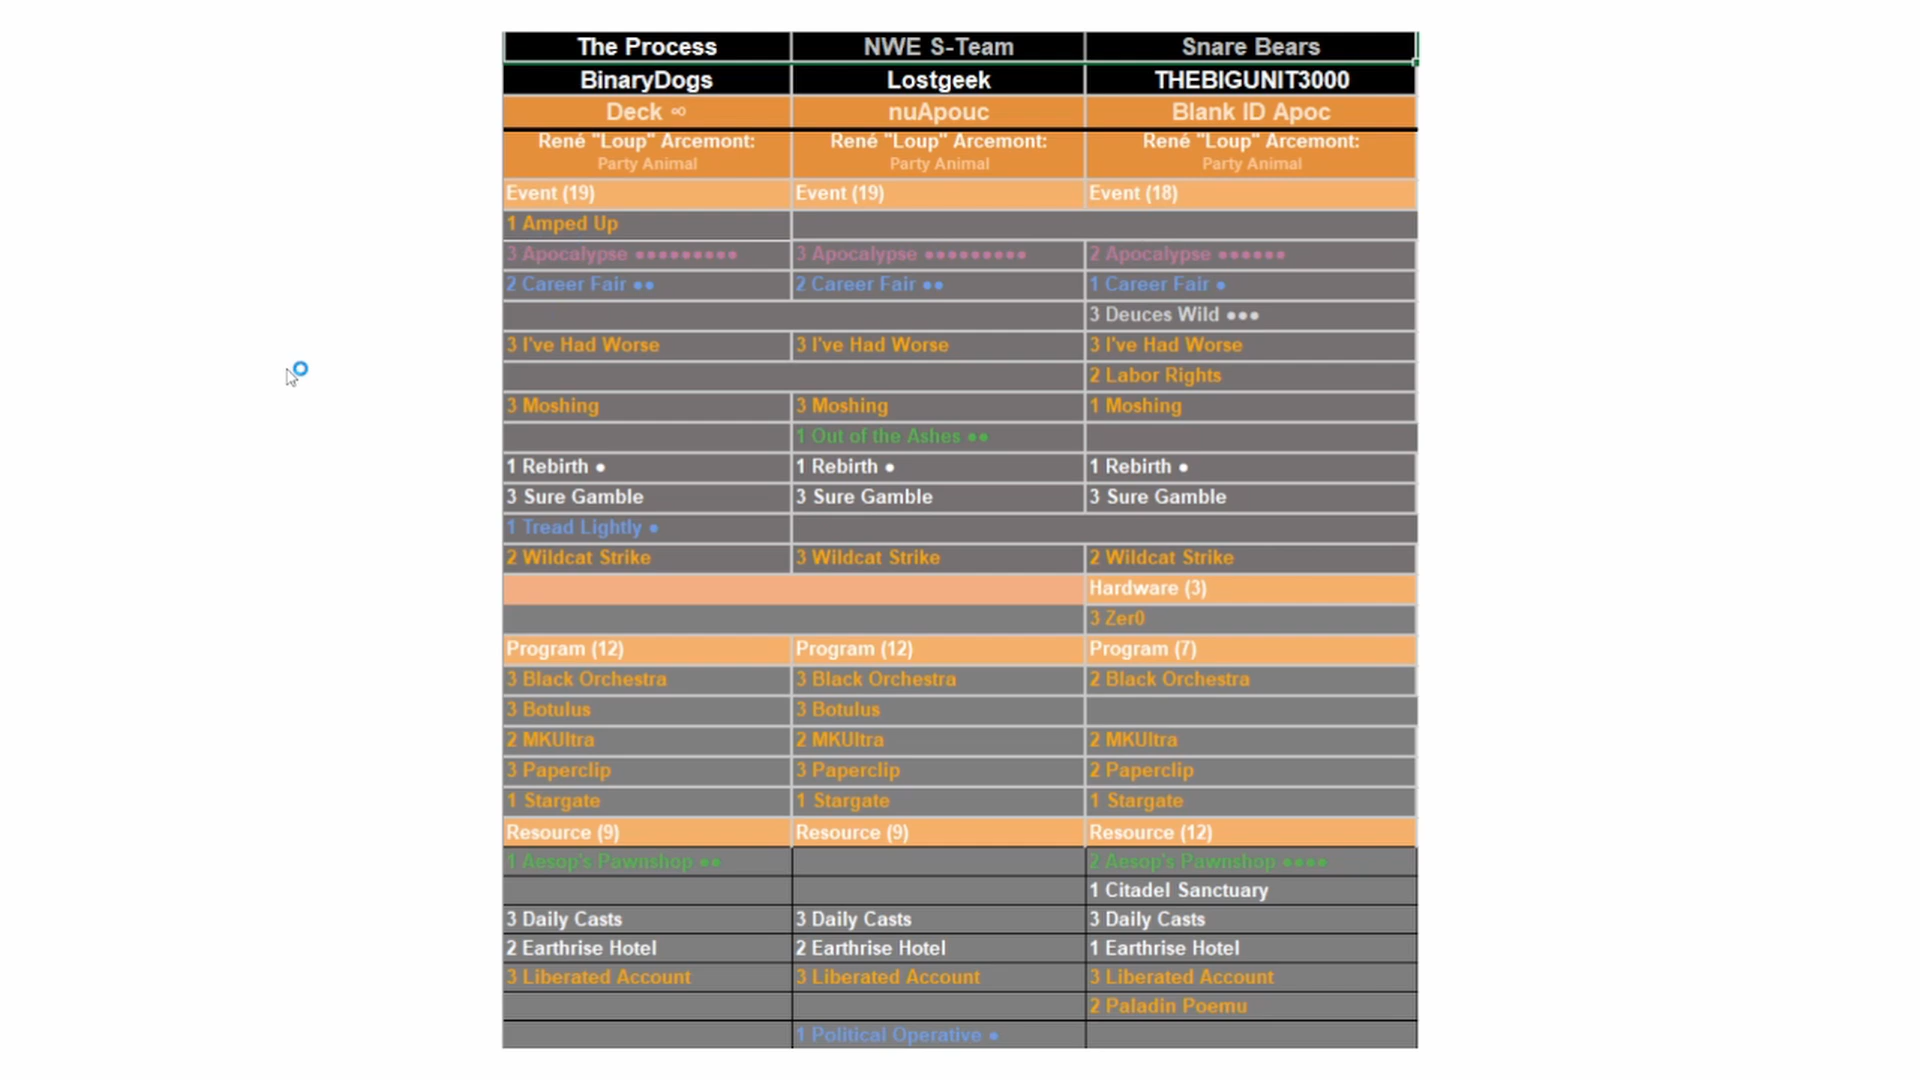 The Process NWE S-Team Snare Bears
BinaryDogs Lostgeek THEBIGUNIT3000
Deck ∞ nuApouc Blank ID Apoc
René "Loup" Arcemont: René "Loup" Arcemont: René "Loup" Arcemont:
Party Animal Party Animal Party Animal
Event (19) Event (19) Event (18)
1 Amped Up
3 Apocalypse ●●●●●●●●● 3 Apocalypse ●●●●●●●●● 2 Apocalypse ●●●●●●
2 Career Fair ●● 2 Career Fair ●● 1 Career Fair ●
3 Deuces Wild ●●●
3 I've Had Worse 3 I've Had Worse 3 I've Had Worse
2 Labor Rights
3 Moshing 3 Moshing 1 Moshing
1 Out of the Ashes ●●
1 Rebirth ● 1 Rebirth ● 1 Rebirth ●
3 Sure Gamble 3 Sure Gamble 3 Sure Gamble
1 Tread Lightly ●
2 Wildcat Strike 3 Wildcat Strike 2 Wildcat Strike
Hardware (3)
3 Zer0
Program (12) Program (12) Program (7)
3 Black Orchestra 3 Black Orchestra 2 Black Orchestra
3 Botulus 3 Botulus
2 MKUltra 2 MKUltra 2 MKUltra
3 Paperclip 3 Paperclip 2 Paperclip
1 Stargate 1 Stargate 1 Stargate
Resource (9) Resource (9) Resource (12)
1 Aesop's Pawnshop ●● 2 Aesop's Pawnshop ●●●●
1 Citadel Sanctuary
3 Daily Casts 3 Daily Casts 3 Daily Casts
2 Earthrise Hotel 2 Earthrise Hotel 1 Earthrise Hotel
3 Liberated Account 3 Liberated Account 3 Liberated Account
2 Paladin Poemu
1 Political Operative ●